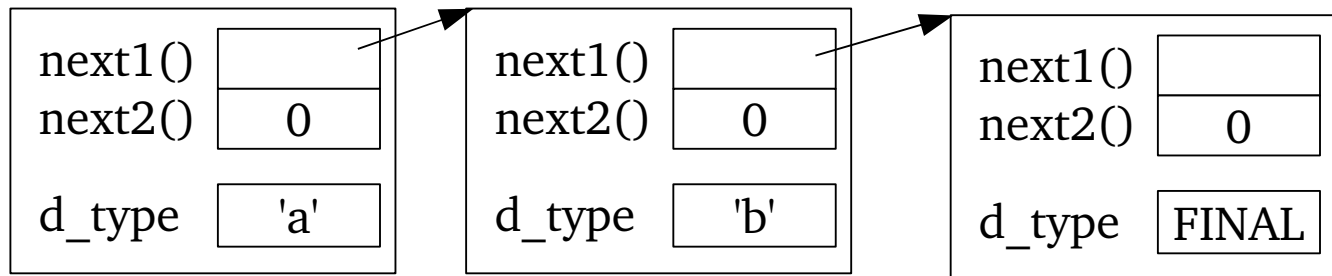 next1()
next2() 0
d_type 'a'
next1()
next2() 0
d_type 'b'
next1()
next2() 0
d_type FINAL